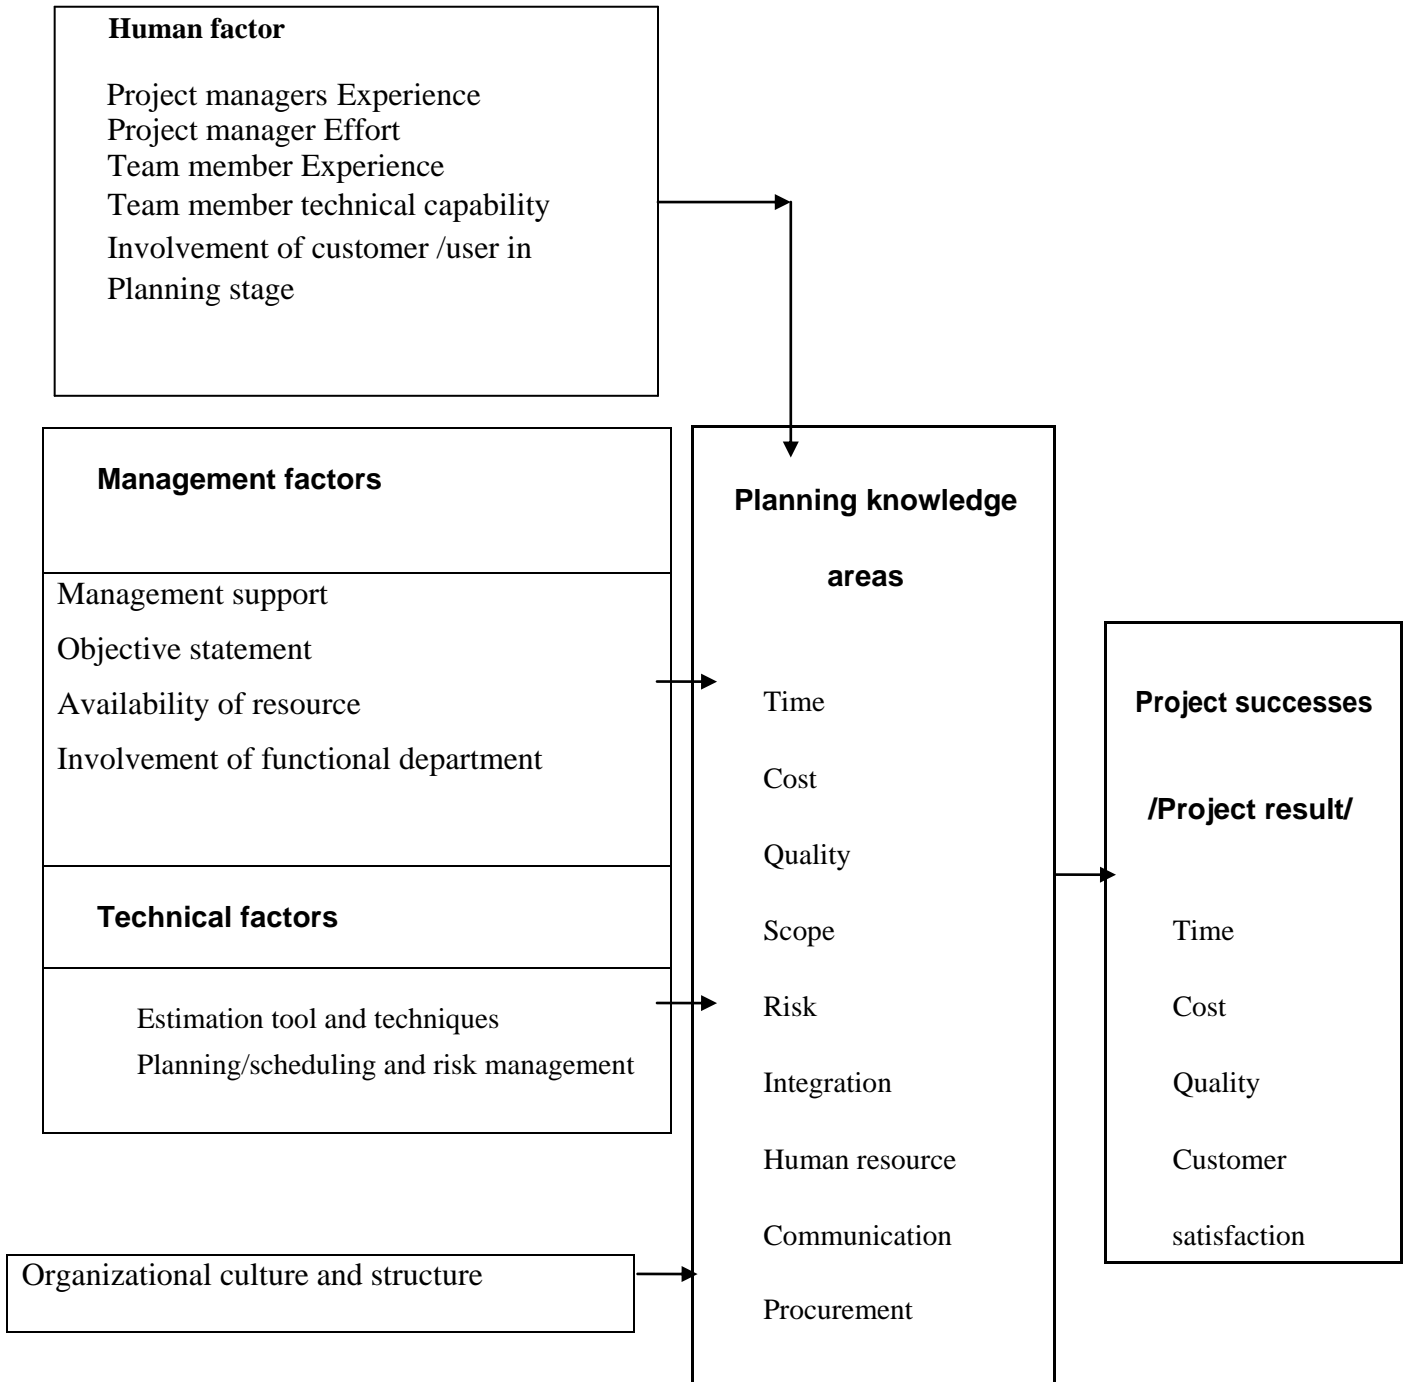 Human factor
Project managers Experience
Project manager Effort
Team member Experience
Team member technical capability
Involvement of customer /user in
Planning stage
Management factors
Management support
Objective statement
Availability of resource
Involvement of functional department
Technical factors
Estimation tool and techniques
Planning/scheduling and risk management
Organizational culture and structure
Planning knowledge
areas
Time
Cost
Quality
Scope
Risk
Integration
Human resource
Communication
Procurement
Project successes
/Project result/
Time
Cost
Quality
Customer
satisfaction